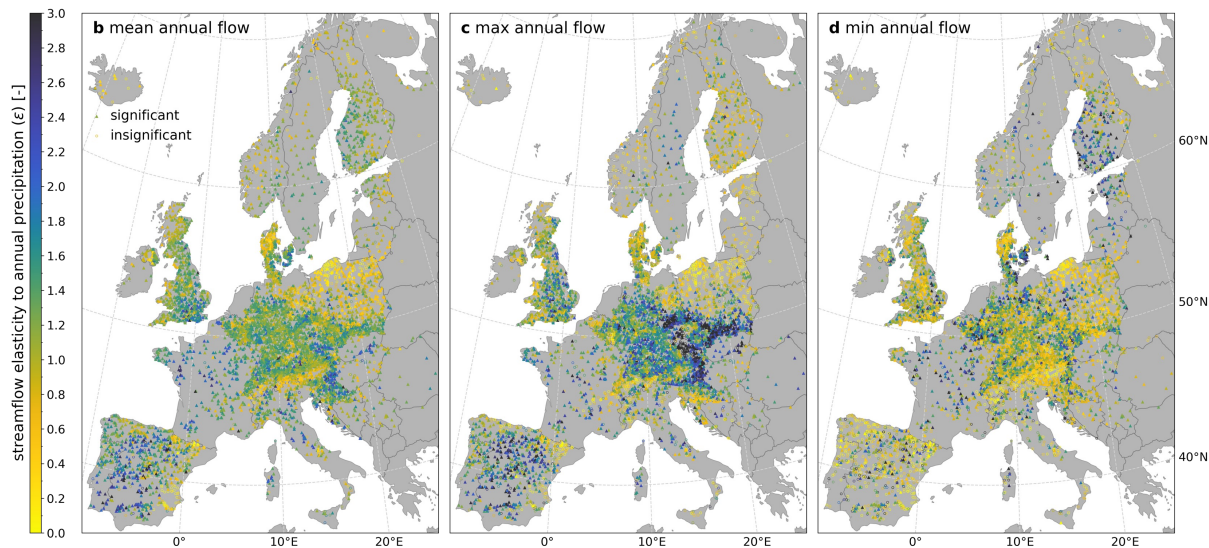 b mean annual flow
c max annual flow
d min annual flow
streamflow elasticity to annual precipitation (ε) [-]
3.0
2.8
2.6
2.4
2.2
2.0
1.8
1.6
1.4
1.2
1.0
0.8
0.6
0.4
0.2
0.0
significant
insignificant
60°N
50°N
40°N
0° 10°E 20°E
0° 10°E 20°E
0° 10°E 20°E